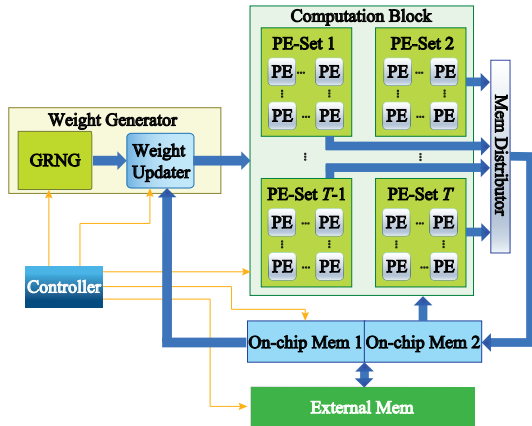 Computation Block
PE-Set 1
PE-Set 2
PE ··· PE
PE ··· PE
PE ··· PE
PE ··· PE
Mem Distributor
Weight Generator
GRNG
Weight
Updater
PE-Set T-1
PE-Set T
PE ··· PE
PE ··· PE
PE ··· PE
PE ··· PE
Controller
On-chip Mem 1
On-chip Mem 2
External Mem